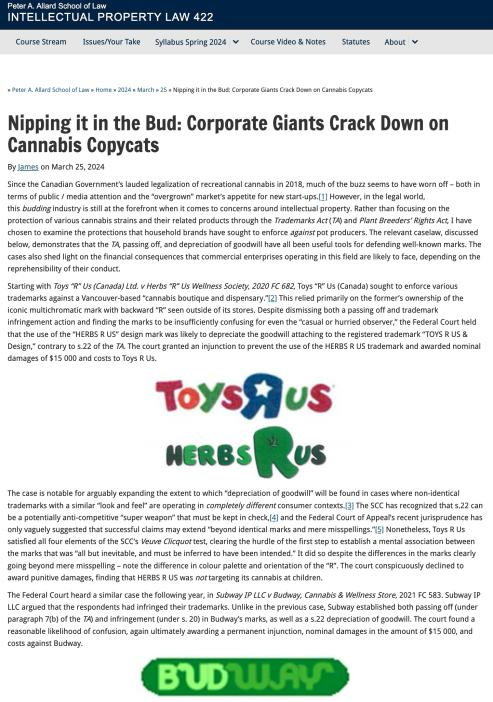 Peter A. Allard School of Law
INTELLECTUAL PROPERTY LAW 422
Course Stream Issues/Your Take Syllabus Spring 2024 Course Video & Notes Statutes About
» Peter A. Allard School of Law » Home » 2024 » March » 25 » Nipping it in the Bud: Corporate Giants Crack Down on Cannabis Copycats
Nipping it in the Bud: Corporate Giants Crack Down on
Cannabis Copycats
By James on March 25, 2024
Since the Canadian Government's lauded legalization of recreational cannabis in 2018, much of the buzz seems to have worn off – both in
terms of public / media attention and the "overgrown" market's appetite for new start-ups.[1] However, in the legal world,
this budding industry is still at the forefront when it comes to concerns around intellectual property. Rather than focusing on the
protection of various cannabis strains and their related products through the Trademarks Act (TA) and Plant Breeders' Rights Act, I have
chosen to examine the protections that household brands have sought to enforce against pot producers. The relevant caselaw, discussed
below, demonstrates that the TA, passing off, and depreciation of goodwill have all been useful tools for defending well-known marks. The
cases also shed light on the financial consequences that infringing commercial enterprises operating in this field are likely to face, depending on
the reprehensibility of their conduct.
Starting with Toys "R" Us (Canada) Ltd. v Herbs "R" Us Wellness Society, 2020 FC 682, Toys "R" Us (Canada) sought to enforce various
trademarks against a Vancouver-based "cannabis boutique and dispensary."[2] This relied primarily on the former's ownership of the
iconic multichromatic mark with backward "R" seen outside of its stores. Despite dismissing both a passing off and trademark
infringement action and finding the marks to be insufficiently confusing for even the "casual or hurried observer," the Federal Court held
that the use of the "HERBS R US" design mark was likely to depreciate the goodwill attaching to the registered trademark "TOYS R US &
Design," contrary to s.22 of the TA. The court granted an injunction to prevent the use of the HERBS R US trademark and awarded nominal
damages of $15 000 and costs to Toys R Us.
TOYS R US
HERBS R US
The case is notable for arguably expanding the extent to which "depreciation of goodwill" will be found in cases where non-identical
trademarks with a similar "look and feel" are operating in completely different consumer contexts.[3] The SCC has recognized that s.22 can
be a potentially anti-competitive "super weapon" that must be kept in check,[4] and the Federal Court of Appeal's recent jurisprudence has
only vaguely suggested that successful claims may extend "beyond identical marks and mere misspellings."[5] Nonetheless, Toys R Us
satisfied all four elements of the SCC's Veuve Clicquot test, clearing the hurdle of the first step to establish a mental association between
the marks that was "all but inevitable, and must be inferred to have been intended." It did so despite the differences in the marks clearly
going beyond mere misspelling – note the difference in colour palette and orientation of the "R". The court conspicuously declined to
award punitive damages, finding that HERBS R US was not targeting its cannabis at children.
The Federal Court heard a similar case the following year, in Subway IP LLC v Budway, Cannabis & Wellness Store, 2021 FC 583. Subway IP
LLC argued that the respondents had infringed their trademarks. Unlike in the previous case, Subway established both passing off (under
paragraph 7(b) of the TA) and infringement (under s. 20) in Budway's marks, as well as a s.22 depreciation of goodwill. The court found a
reasonable likelihood of confusion, again ultimately awarding a permanent injunction, nominal damages in the amount of $15 000, and
costs against Budway.
BUDWAY